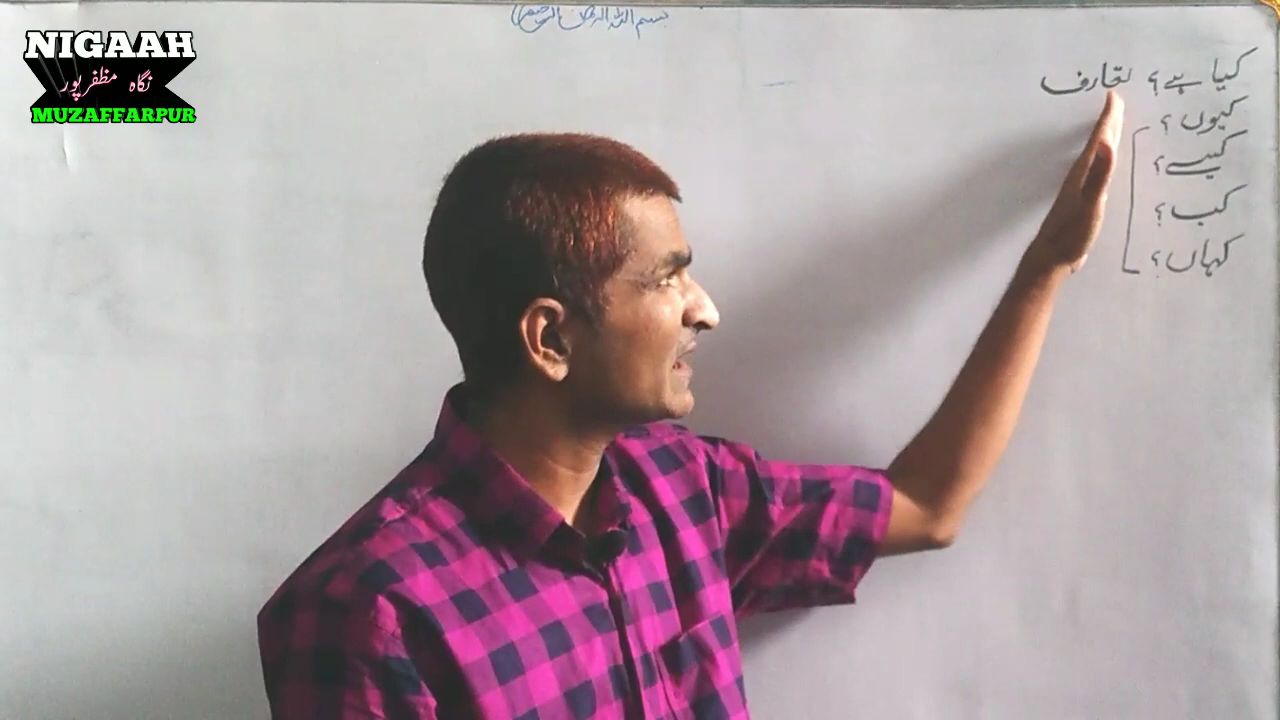 بسم اللہ الرحمن الرحیم
NIGAAH
نگاہ مظفرپور
MUZAFFARPUR
کیا ہے؟ تعارف
کیوں؟
کیسے؟
کب؟
کہاں؟